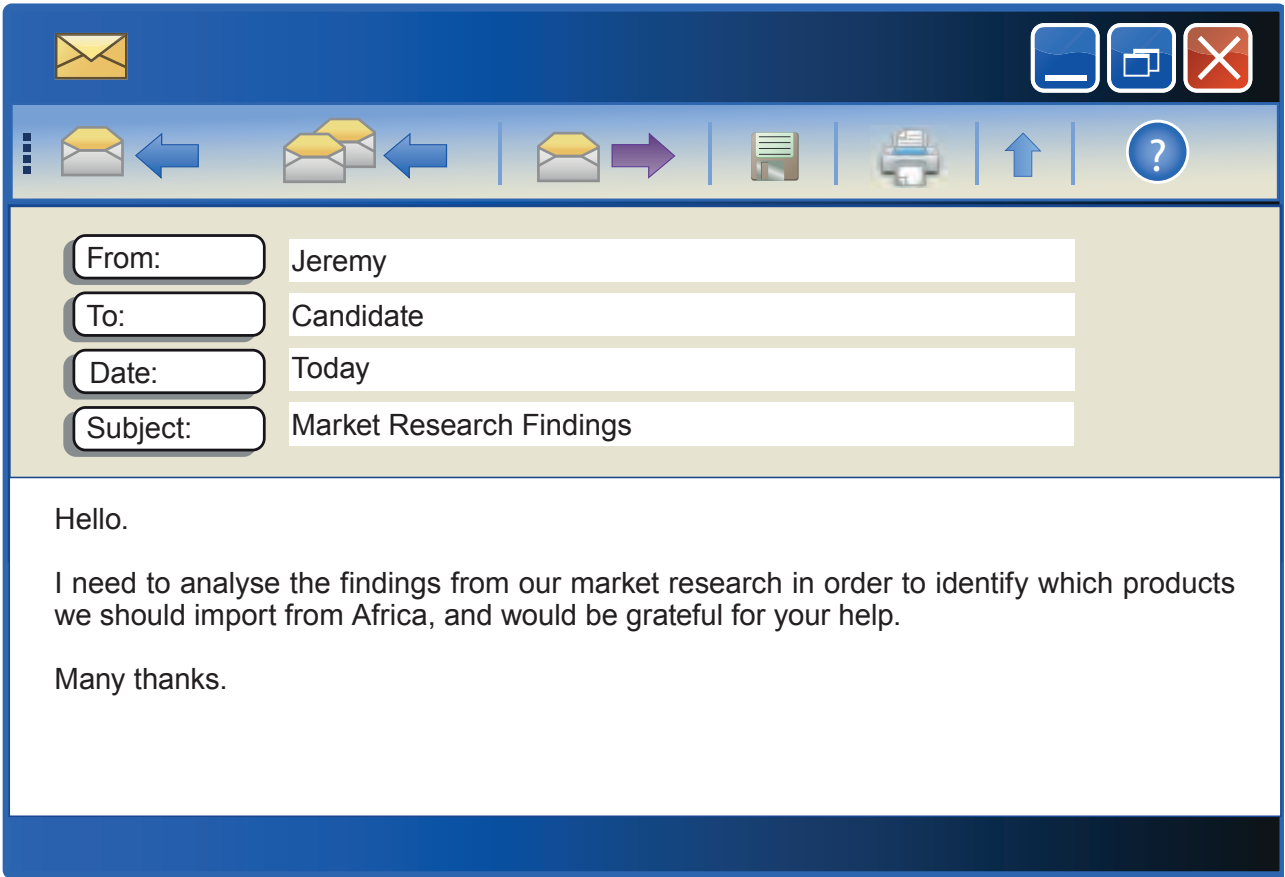 ?
From: Jeremy
To: Candidate
Date: Today
Subject: Market Research Findings
Hello.
I need to analyse the findings from our market research in order to identify which products
we should import from Africa, and would be grateful for your help.
Many thanks.